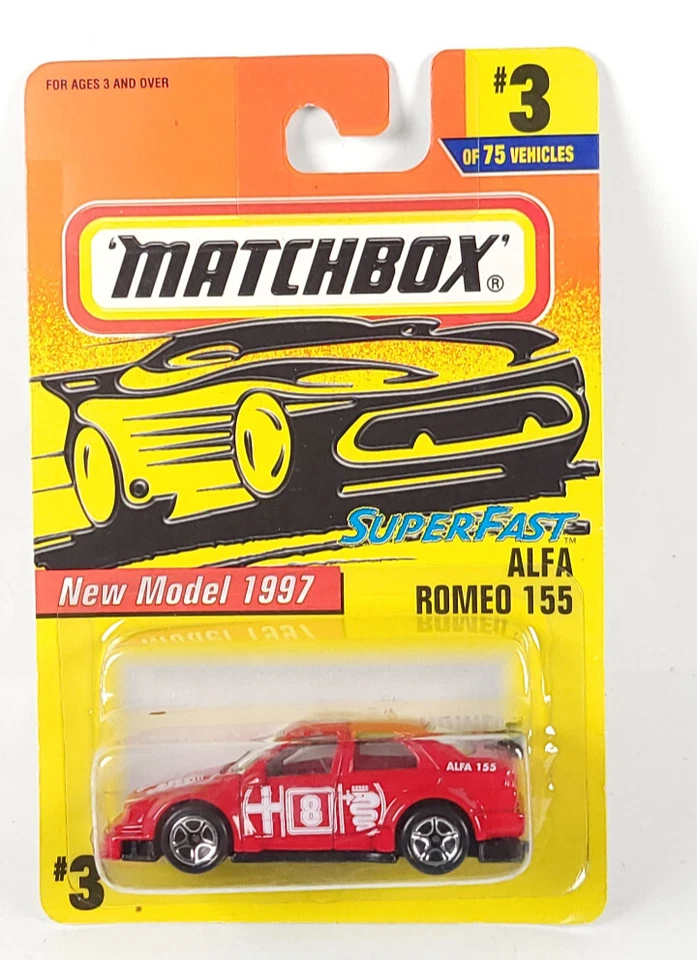 FOR AGES 3 AND OVER
#3
OF 75 VEHICLES
'MATCHBOX'®
SUPERFAST™
ALFA
ROMEO 155
New Model 1997
ALFA 155
8
#3